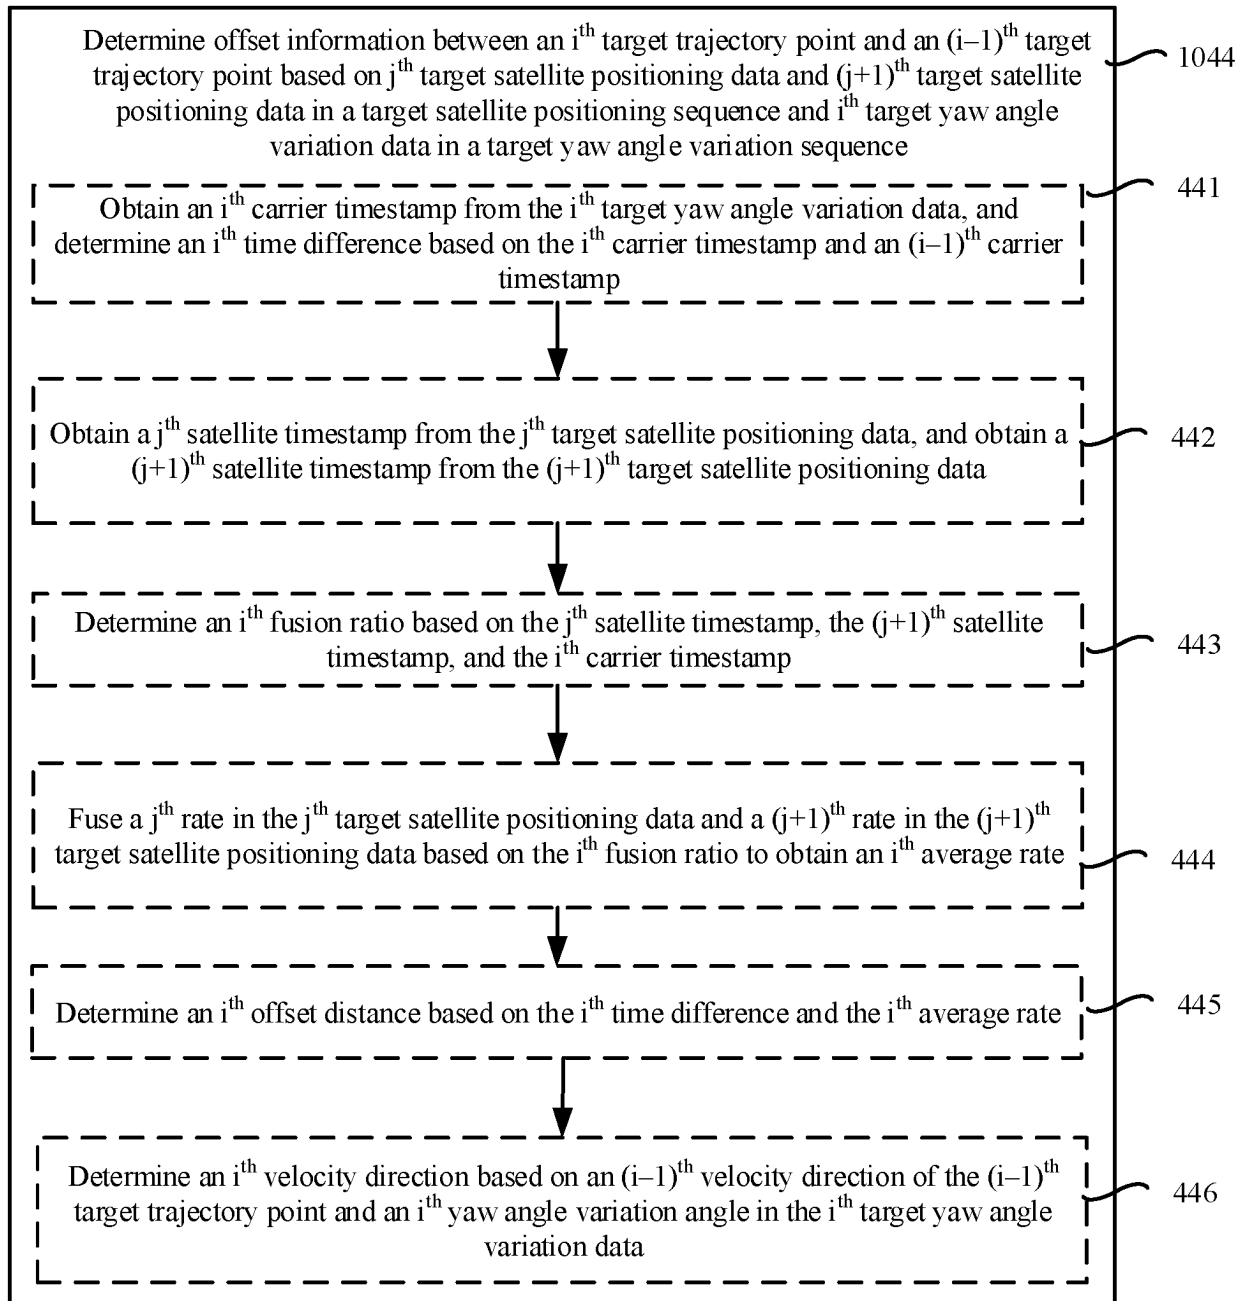 Determine offset information between an iᵗʰ target trajectory point and an (i–1)ᵗʰ target
trajectory point based on jᵗʰ target satellite positioning data and (j+1)ᵗʰ target satellite
positioning data in a target satellite positioning sequence and iᵗʰ target yaw angle
variation data in a target yaw angle variation sequence
1044
441
Obtain an iᵗʰ carrier timestamp from the iᵗʰ target yaw angle variation data, and
determine an iᵗʰ time difference based on the iᵗʰ carrier timestamp and an (i–1)ᵗʰ carrier
timestamp
Obtain a jᵗʰ satellite timestamp from the jᵗʰ target satellite positioning data, and obtain a
(j+1)ᵗʰ satellite timestamp from the (j+1)ᵗʰ target satellite positioning data
442
Determine an iᵗʰ fusion ratio based on the jᵗʰ satellite timestamp, the (j+1)ᵗʰ satellite
timestamp, and the iᵗʰ carrier timestamp
443
Fuse a jᵗʰ rate in the jᵗʰ target satellite positioning data and a (j+1)ᵗʰ rate in the (j+1)ᵗʰ
target satellite positioning data based on the iᵗʰ fusion ratio to obtain an iᵗʰ average rate
444
Determine an iᵗʰ offset distance based on the iᵗʰ time difference and the iᵗʰ average rate
445
Determine an iᵗʰ velocity direction based on an (i–1)ᵗʰ velocity direction of the (i–1)ᵗʰ
target trajectory point and an iᵗʰ yaw angle variation angle in the iᵗʰ target yaw angle
variation data
446